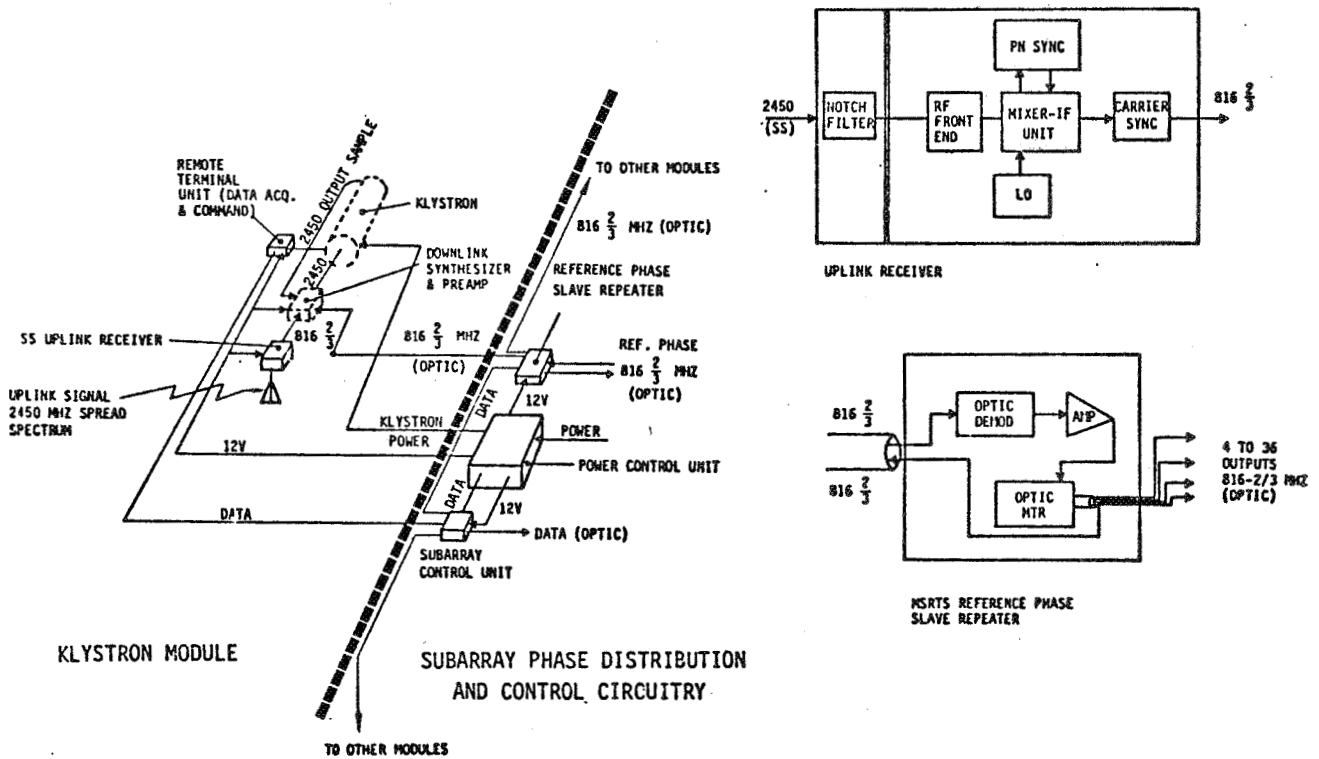 REMOTE
TERMINAL
UNIT (DATA ACQ.
& COMMAND)
2450 OUTPUT SAMPLE
KLYSTRON
2450
DOWNLINK
SYNTHESIZER
& PREAMP
SS UPLINK RECEIVER
816 2/3
816 2/3 MHZ
(OPTIC)
UPLINK SIGNAL
2450 MHZ SPREAD
SPECTRUM
KLYSTRON
POWER
12V
DATA
TO OTHER MODULES
816 2/3 MHZ (OPTIC)
REFERENCE PHASE
SLAVE REPEATER
REF. PHASE
816 2/3 MHZ
(OPTIC)
DATA
12V
POWER
POWER CONTROL UNIT
DATA
12V
DATA (OPTIC)
SUBARRAY
CONTROL UNIT
KLYSTRON MODULE
SUBARRAY PHASE DISTRIBUTION
AND CONTROL CIRCUITRY
TO OTHER MODULES
2450
(SS)
NOTCH
FILTER
RF
FRONT
END
PN SYNC
MIXER-IF
UNIT
LO
CARRIER
SYNC
816 2/3
UPLINK RECEIVER
816 2/3
816 2/3
OPTIC
DEMOD
AMP
OPTIC
MTR
4 TO 36
OUTPUTS
816-2/3 MHZ
(OPTIC)
MSRTS REFERENCE PHASE
SLAVE REPEATER